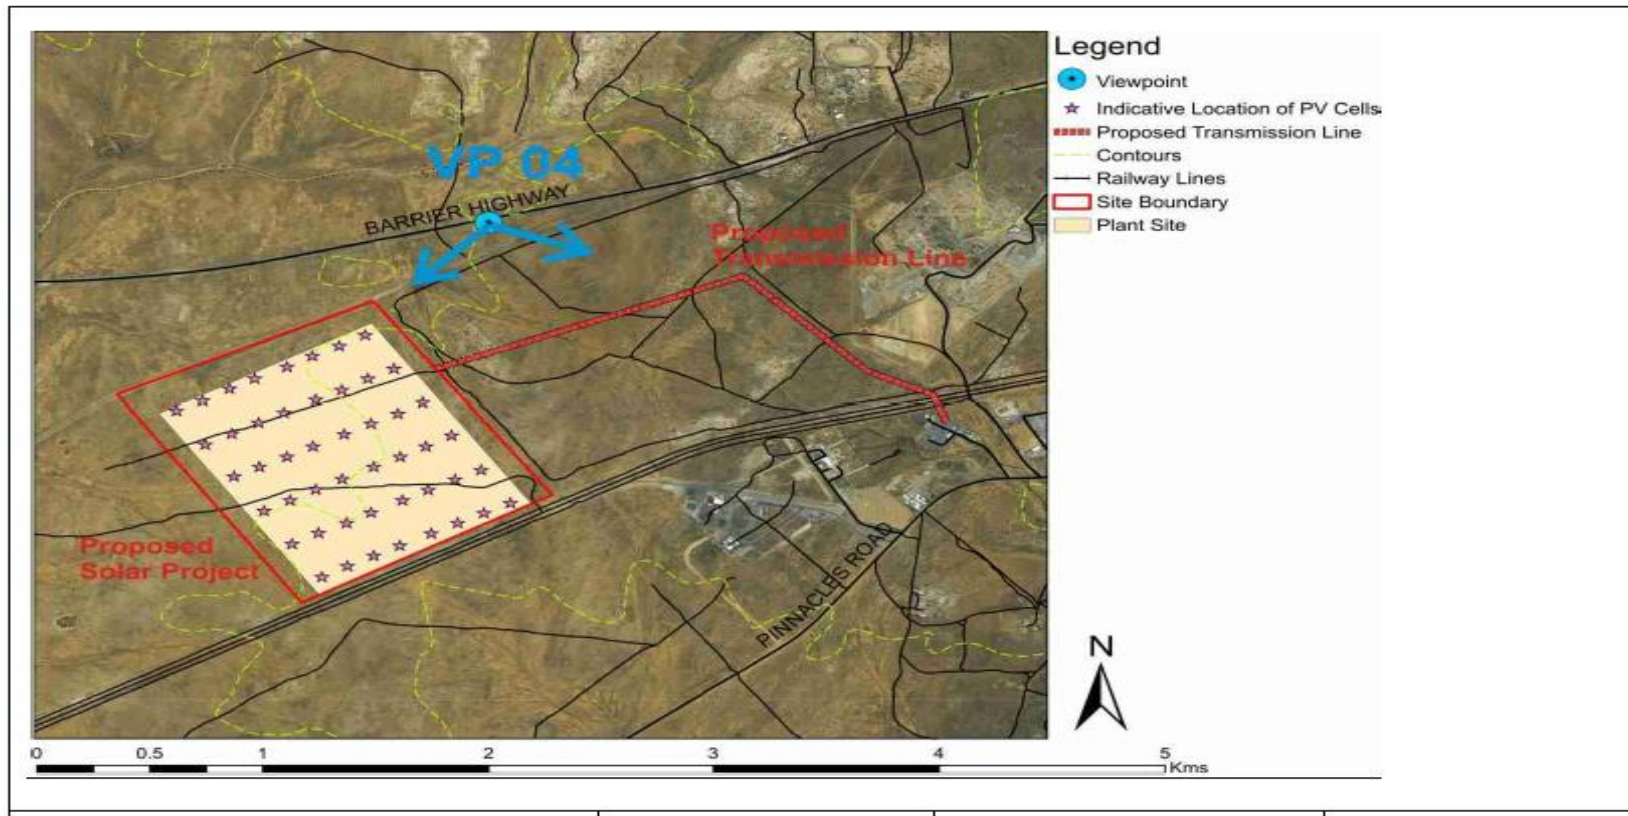 Legend
Viewpoint
Indicative Location of PV Cells
Proposed Transmission Line
Contours
Railway Lines
Site Boundary
Plant Site
VP 04
BARRIER HIGHWAY
Proposed
Transmission Line
Proposed
Solar Project
PINNACLES ROAD
N
0 0.5 1 2 3 4 5
Kms